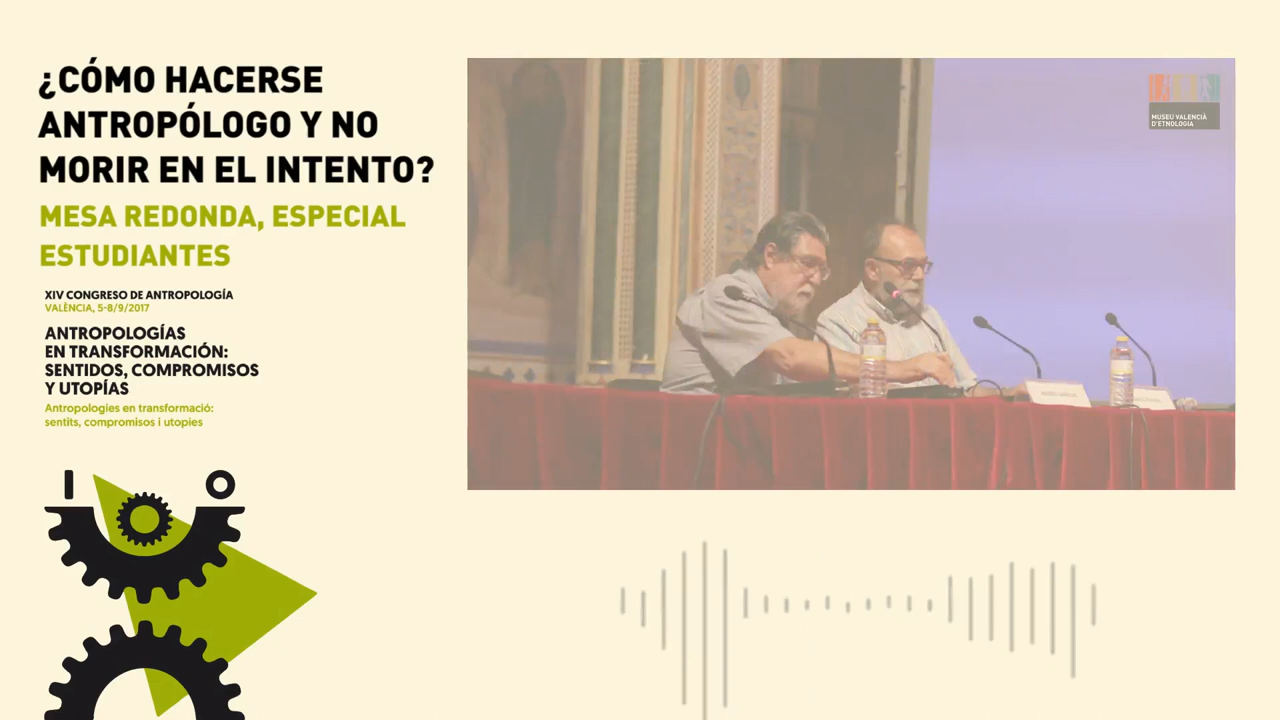 ¿CÓMO HACERSE
ANTROPÓLOGO Y NO
MORIR EN EL INTENTO?
MESA REDONDA, ESPECIAL
ESTUDIANTES
XIV CONGRESO DE ANTROPOLOGÍA
VALÈNCIA, 5-8/9/2017
ANTROPOLOGÍAS
EN TRANSFORMACIÓN:
SENTIDOS, COMPROMISOS
Y UTOPÍAS
Antropologies en transformació:
sentits, compromisos i utopies
MUSEU VALENCIÀ
D'ETNOLOGIA